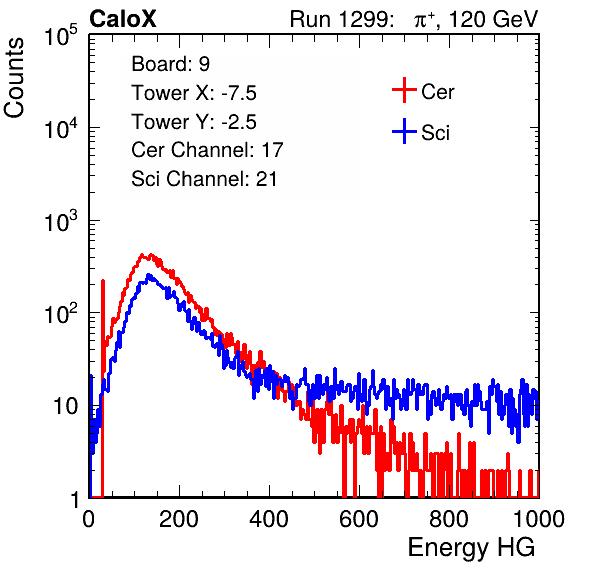 CaloX Run 1299: π⁺, 120 GeV
Counts
10⁵
10⁴
10³
10²
10
1
Board: 9
Tower X: -7.5
Tower Y: -2.5
Cer Channel: 17
Sci Channel: 21
Cer
Sci
0 200 400 600 800 1000
Energy HG